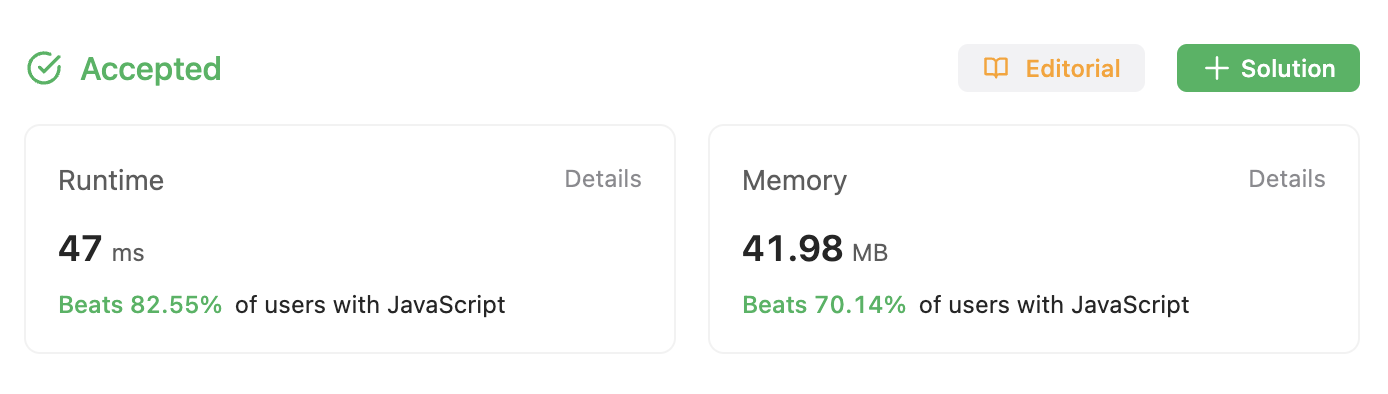 Accepted
Editorial
Solution
Runtime
Details
47 ms
Beats 82.55% of users with JavaScript
Memory
Details
41.98 MB
Beats 70.14% of users with JavaScript